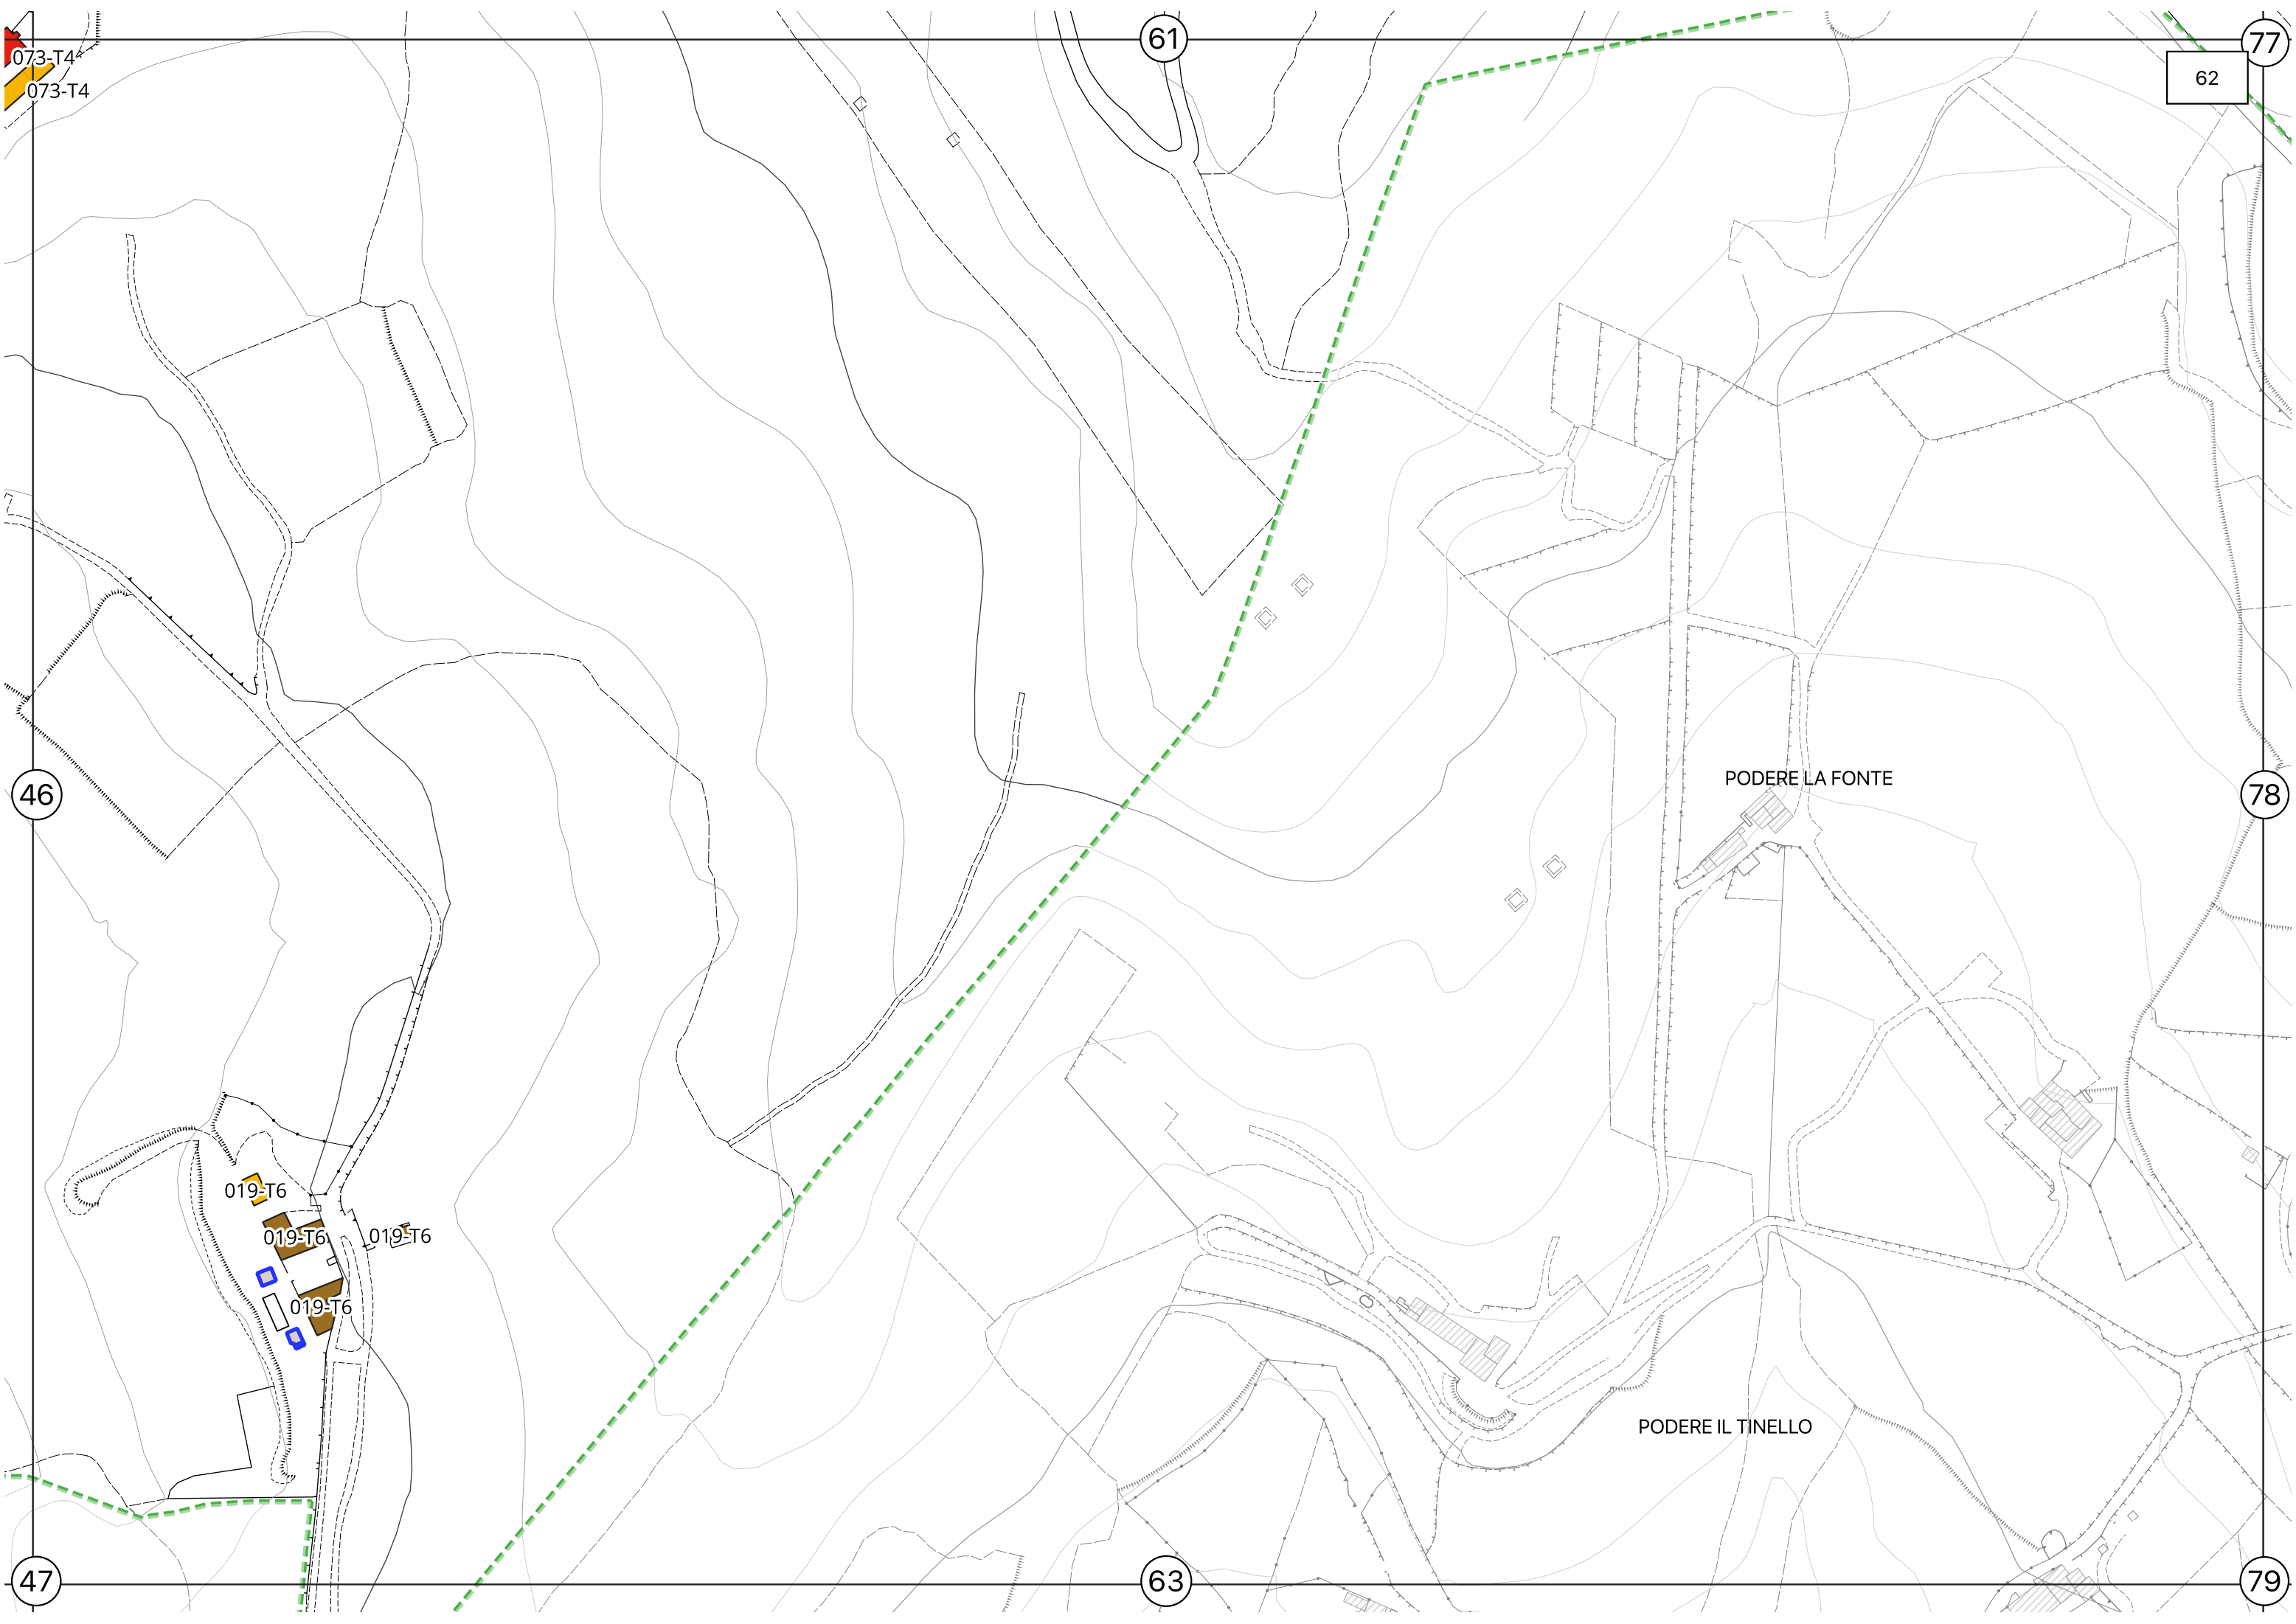 61
77
62
073-T4
073-T4
46
PODERE LA FONTE
78
019-T6
019-T6
019-T6
019-T6
PODERE IL TINELLO
47
63
79